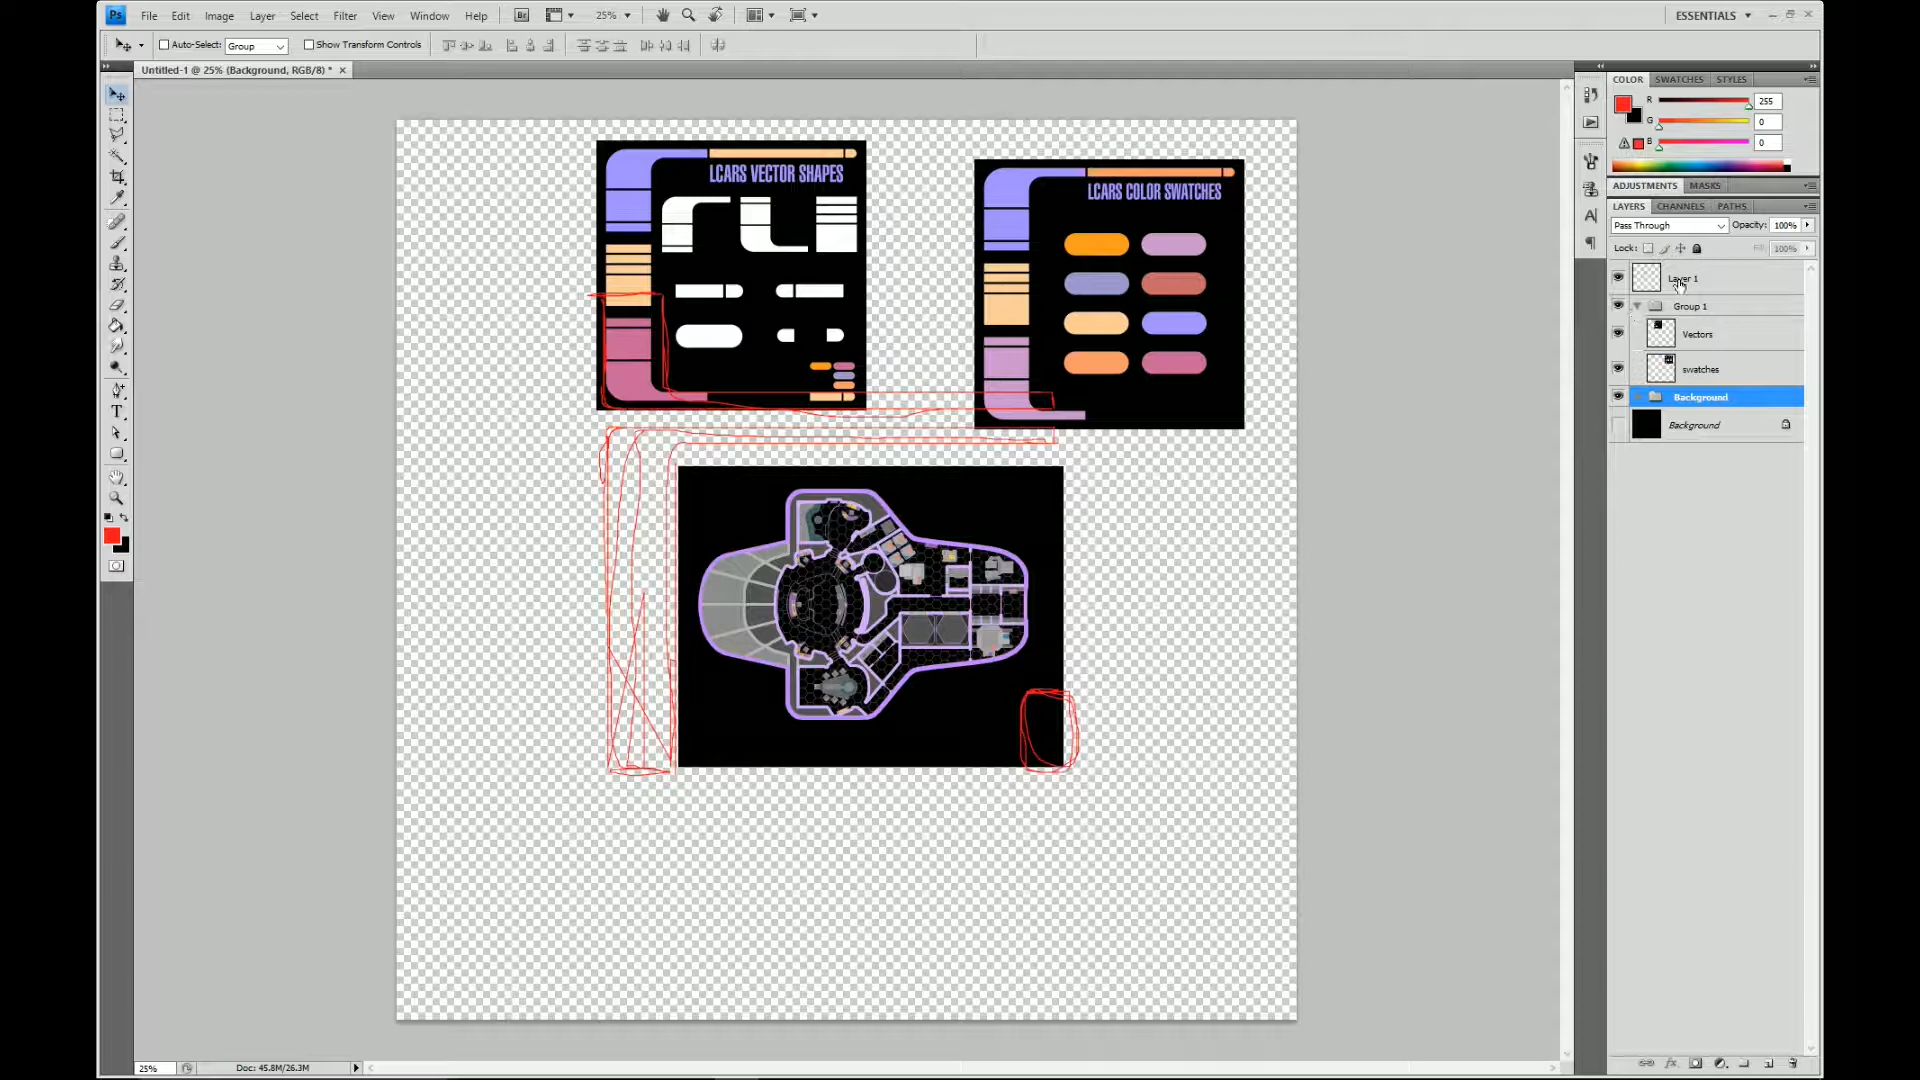 Ps File Edit Image Layer Select Filter View Window Help Br 25% ESSENTIALS
Auto-Select: Group Show Transform Controls
Untitled-1 @ 25% (Background, RGB/8) *
COLOR SWATCHES STYLES
R 255
G 0
B 0
ADJUSTMENTS MASKS
LAYERS CHANNELS PATHS
Pass Through Opacity: 100%
Lock: Fill: 100%
Layer 1
Group 1
Vectors
swatches
Background
Background
LCARS VECTOR SHAPES
LCARS COLOR SWATCHES
25% Doc: 45.8M/26.3M